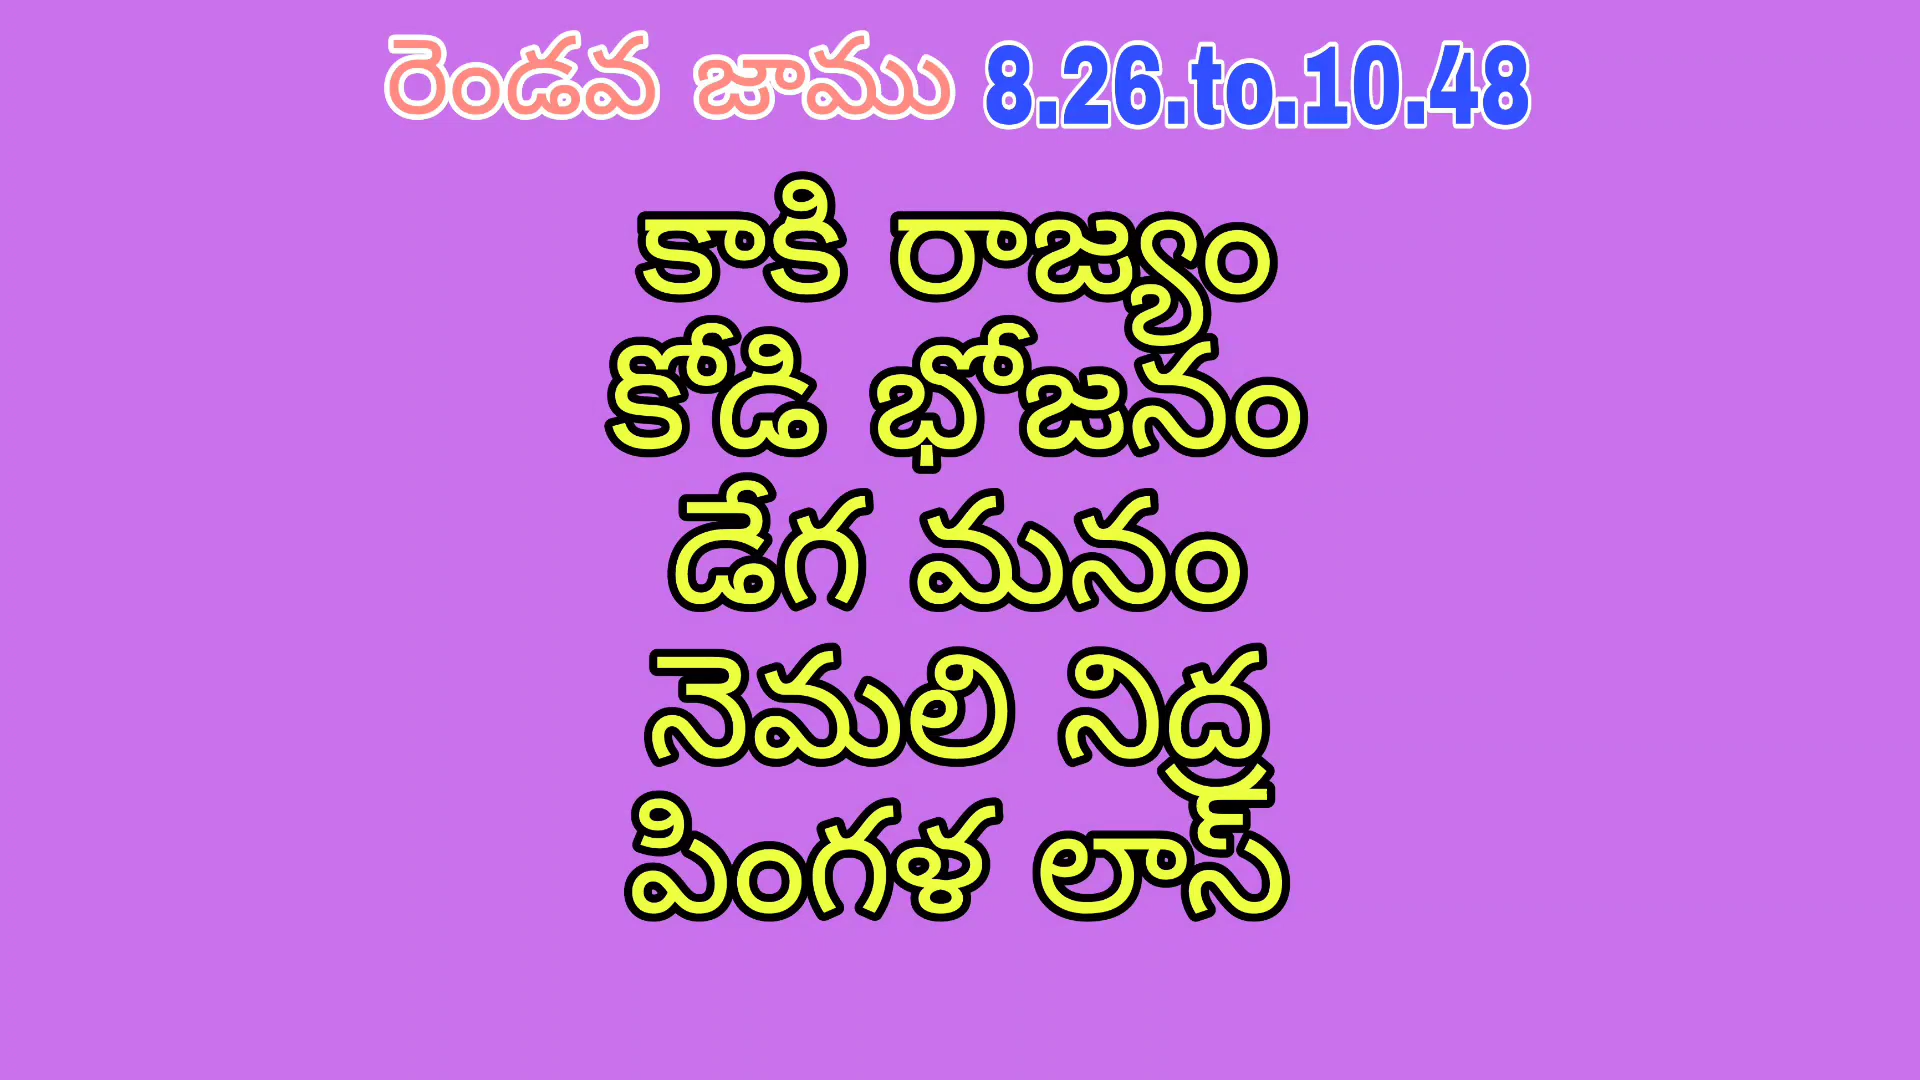 రెండవ జాము 8.26.to.10.48
కాకి రాజ్యం
కోడి భోజనం
డేగ మనం
నెమలి నిద్ర
పింగళ లాస్